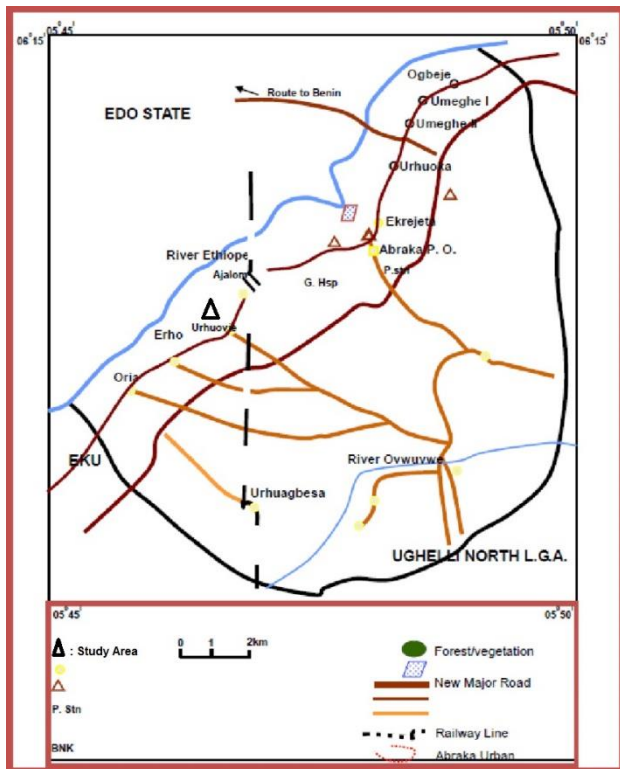 05°45
05°50
06°15'
06°15
Ogbeje
Route to Benin
Umeghe I
EDO STATE
Umeghe II
Urhuoka
Ekrejeta
River Ethiope
Abraka P. O.
Ajalomi
P.stn
G. Hsp
Urhuovie
Erho
Oria
River Ovwuvwe
EKU
Urhuagbesa
UGHELLI NORTH L.G.A.
05°45
05°50
: Study Area
0 1 2km
Forest/vegetation
New Major Road
P. Stn
Railway Line
BNK
Abraka Urban